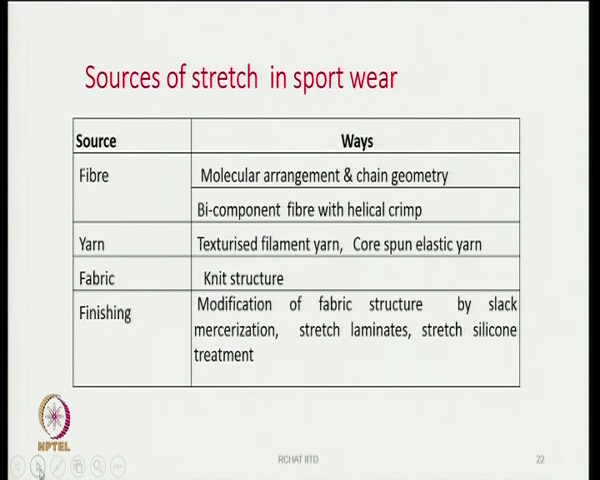 Sources of stretch in sport wear
Source Ways
Fibre Molecular arrangement & chain geometry
Bi-component fibre with helical crimp
Yarn Texturised filament yarn, Core spun elastic yarn
Fabric Knit structure
Finishing Modification of fabric structure by slack
mercerization, stretch laminates, stretch silicone
treatment
NPTEL
RCHAT IITD 22